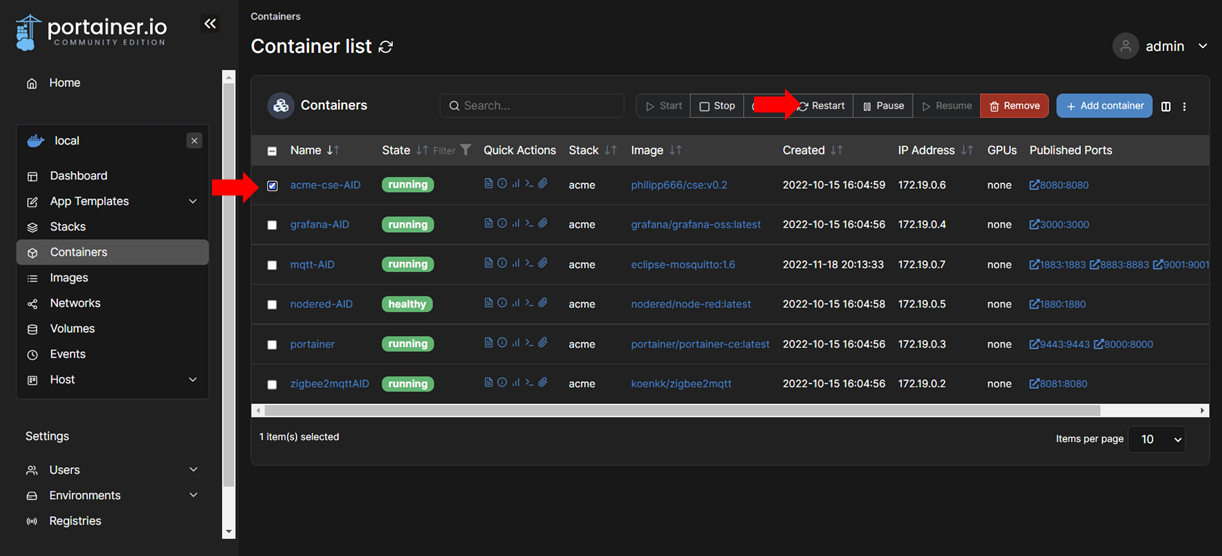 portainer.io
COMMUNITY EDITION
Home
local
Dashboard
App Templates
Stacks
Containers
Images
Networks
Volumes
Events
Host
Settings
Users
Environments
Registries
Containers
Container list
admin
Containers Search... Start Stop Restart Pause Resume Remove + Add container
Name State Filter Quick Actions Stack Image Created IP Address GPUs Published Ports
acme-cse-AID running acme philipp666/cse:v0.2 2022-10-15 16:04:59 172.19.0.6 none 8080:8080
grafana-AID running acme grafana/grafana-oss:latest 2022-10-15 16:04:56 172.19.0.4 none 3000:3000
mqtt-AID running acme eclipse-mosquitto:1.6 2022-11-18 20:13:33 172.19.0.7 none 1883:1883 8883:8883 9001:9001
nodered-AID healthy acme nodered/node-red:latest 2022-10-15 16:04:58 172.19.0.5 none 1880:1880
portainer running acme portainer/portainer-ce:latest 2022-10-15 16:04:56 172.19.0.3 none 9443:9443 8000:8000
zigbee2mqttAID running acme koenkk/zigbee2mqtt 2022-10-15 16:04:56 172.19.0.2 none 8081:8080
1 item(s) selected
Items per page 10